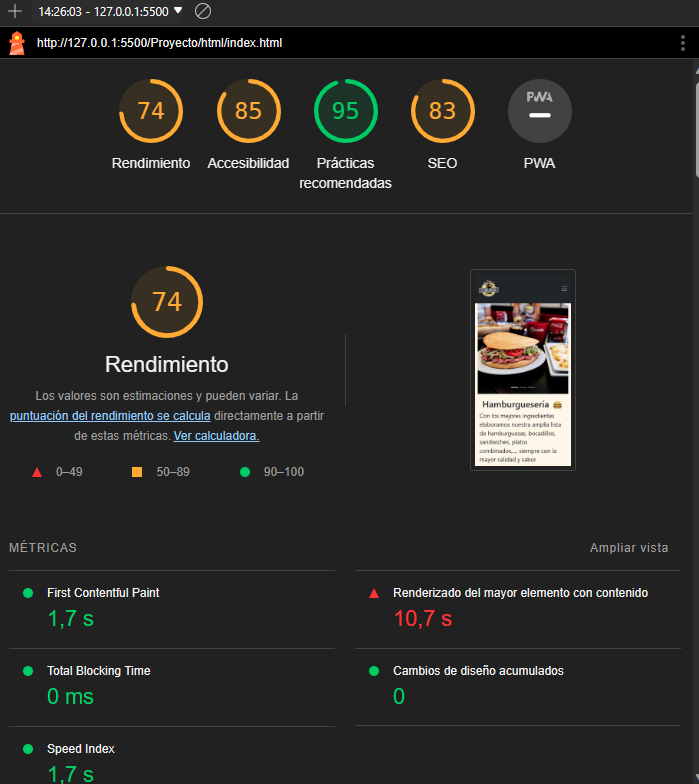 14:26:03 - 127.0.0.1:5500
http://127.0.0.1:5500/Proyecto/html/index.html
74
85
95
83
PWA
Rendimiento
Accesibilidad
Prácticas
recomendadas
SEO
PWA
74
Rendimiento
Los valores son estimaciones y pueden variar. La
puntuación del rendimiento se calcula directamente a partir
de estas métricas. Ver calculadora.
0–49
50–89
90–100
Hamburguesería
Con los mejores ingredientes
elaboramos nuestra amplia lista
de hamburguesas, bocadillos,
sandwiches, platos
combinados,..., siempre con la
mayor calidad y sabor
MÉTRICAS
Ampliar vista
First Contentful Paint
1,7 s
Renderizado del mayor elemento con contenido
10,7 s
Total Blocking Time
0 ms
Cambios de diseño acumulados
0
Speed Index
1,7 s